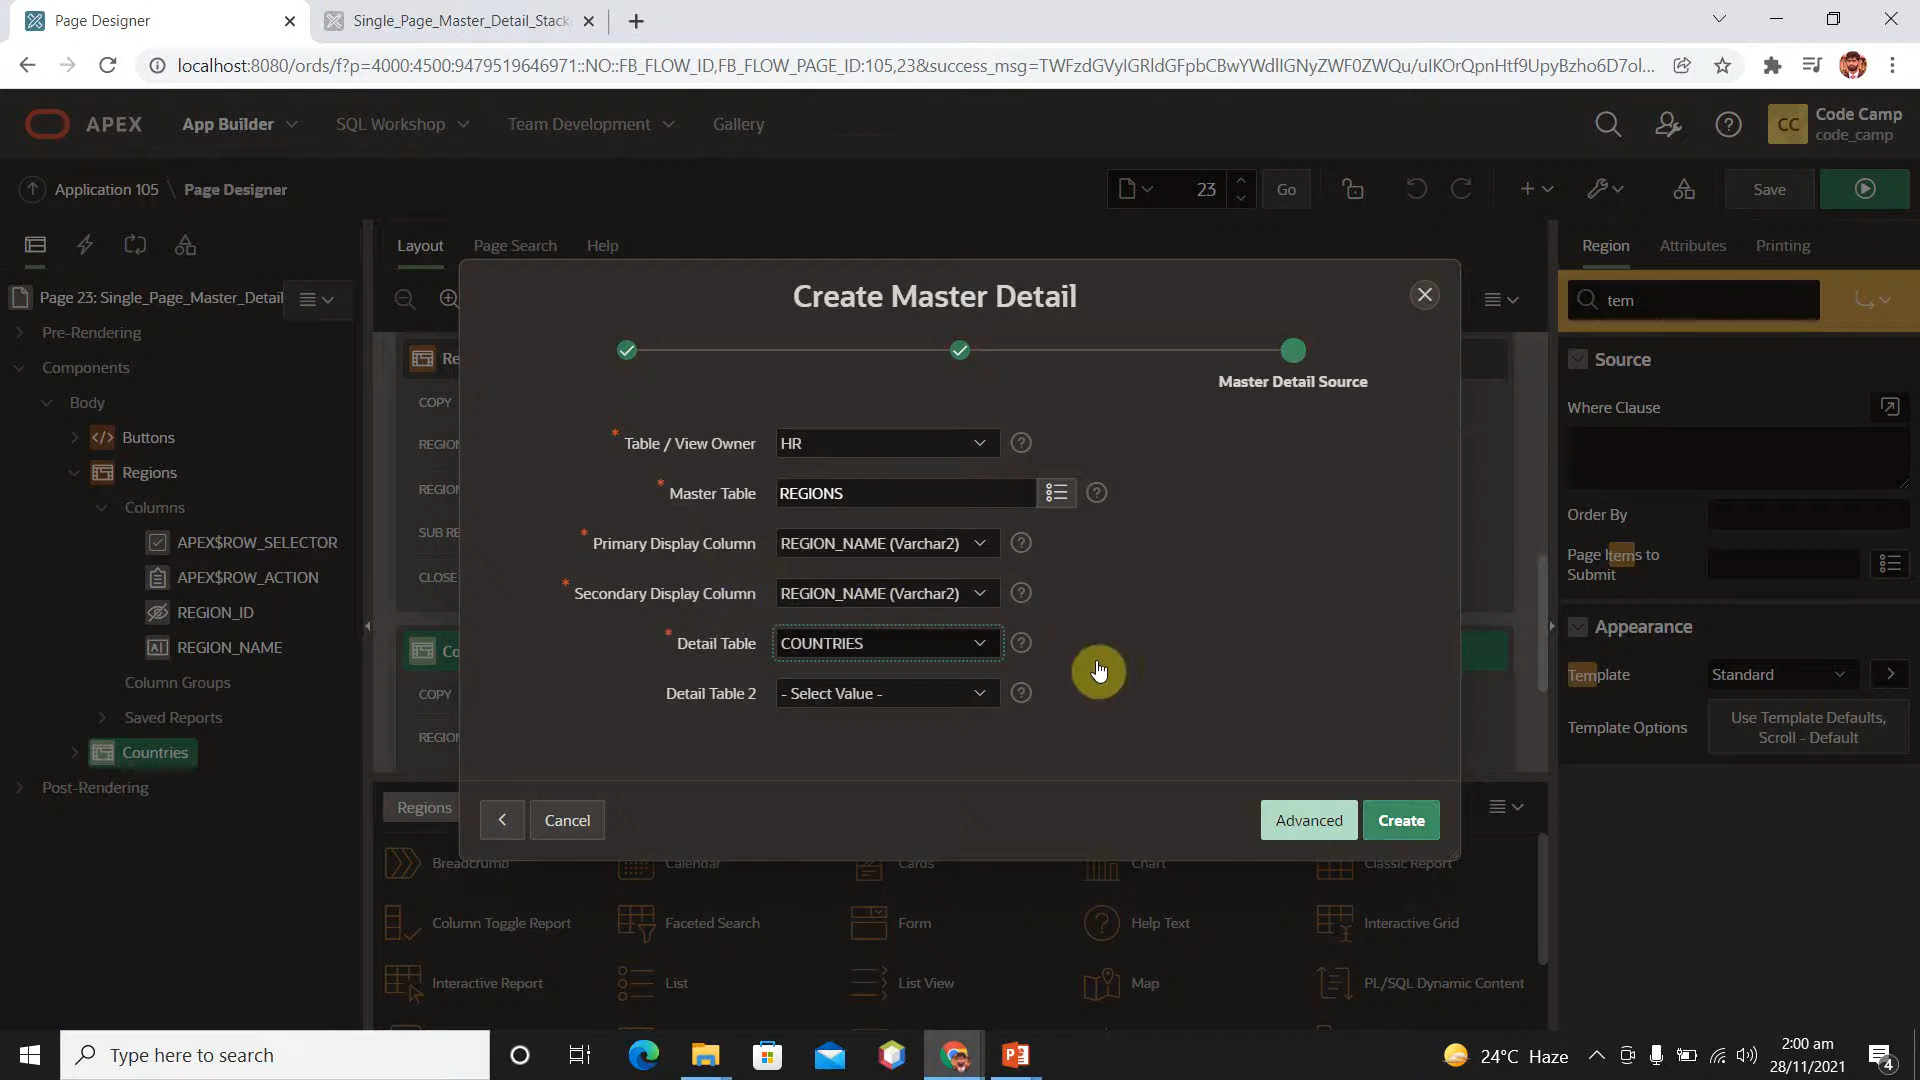 Page Designer
Single_Page_Master_Detail_Stack
localhost:8080/ords/f?p=4000:4500:9479519646971::NO::FB_FLOW_ID,FB_FLOW_PAGE_ID:105,23&success_msg=TWFzdGVyIGRldGFpbCBwYWdlIGNyZWF0ZWQu/uIKOrQpnHtf9UpyBzho6D7ol...
APEX
App Builder
SQL Workshop
Team Development
Gallery
CC
Code Camp
code_camp
Application 105 \ Page Designer
23
Go
Save
Layout
Page Search
Help
Region
Attributes
Printing
Page 23: Single_Page_Master_Detail
Pre-Rendering
Components
Body
Buttons
Regions
Columns
APEX$ROW_SELECTOR
APEX$ROW_ACTION
REGION_ID
REGION_NAME
Column Groups
Saved Reports
Countries
Post-Rendering
Re
COPY
REGION
REGION
SUB RE
CLOSE
Co
COPY
REGION
Create Master Detail
Master Detail Source
* Table / View Owner
HR
* Master Table
REGIONS
* Primary Display Column
REGION_NAME (Varchar2)
* Secondary Display Column
REGION_NAME (Varchar2)
* Detail Table
COUNTRIES
Detail Table 2
- Select Value -
Cancel
Advanced
Create
tem
Source
Where Clause
Order By
Page Items to
Submit
Appearance
Template
Standard
Template Options
Use Template Defaults,
Scroll - Default
Regions
Breadcrumb
Calendar
Cards
Chart
Classic Report
Column Toggle Report
Faceted Search
Form
Help Text
Interactive Grid
Interactive Report
List
List View
Map
PL/SQL Dynamic Content
Type here to search
24°C Haze
2:00 am
28/11/2021
4